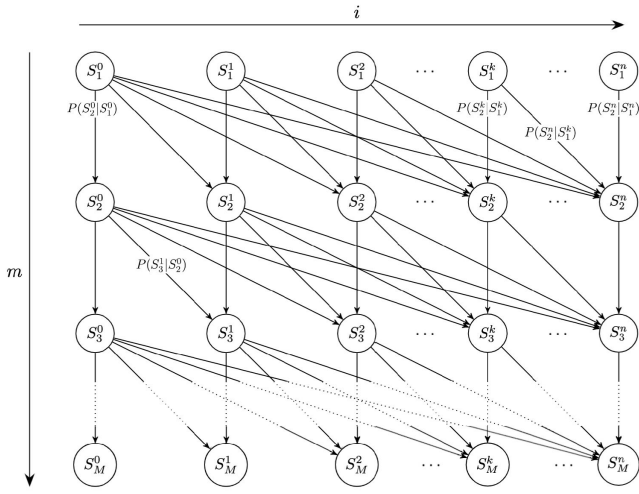 i
S_1^0 S_1^1 S_1^2 ··· S_1^k ··· S_1^n
P(S_2^0|S_1^0) P(S_2^k|S_1^k) P(S_2^n|S_1^n)
P(S_2^n|S_1^k)
S_2^0 S_2^1 S_2^2 ··· S_2^k ··· S_2^n
P(S_3^1|S_2^0)
m
S_3^0 S_3^1 S_3^2 ··· S_3^k ··· S_3^n
S_M^0 S_M^1 S_M^2 ··· S_M^k ··· S_M^n